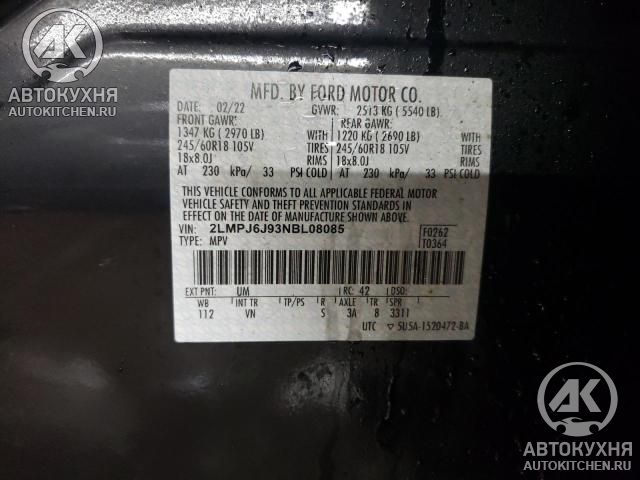 AK
АВТОКУХНЯ
AUTOKITCHEN.RU
MFD. BY FORD MOTOR CO.
DATE: 02/22 GVWR: 2513 KG ( 5540 LB)
FRONT GAWR: REAR GAWR:
1347 KG ( 2970 LB) WITH 1220 KG ( 2690 LB) WITH
245/60R18 105V TIRES 245/60R18 105V TIRES
18x8.0J RIMS 18x8.0J RIMS
AT 230 kPa/ 33 PSI COLD AT 230 kPa/ 33 PSI COLD
THIS VEHICLE CONFORMS TO ALL APPLICABLE FEDERAL MOTOR
VEHICLE SAFETY AND THEFT PREVENTION STANDARDS IN
EFFECT ON THE DATE OF MANUFACTURE SHOWN ABOVE.
VIN: 2LMPJ6J93NBL08085 F0262
TYPE: MPV T0364
EXT PNT: UM RC: 42 DSO:
WB INT TR TP/PS R AXLE TR SPR
112 VN S 3A 8 3311
UTC ▽ 5U5A-1520472-BA
AK
АВТОКУХНЯ
AUTOKITCHEN.RU